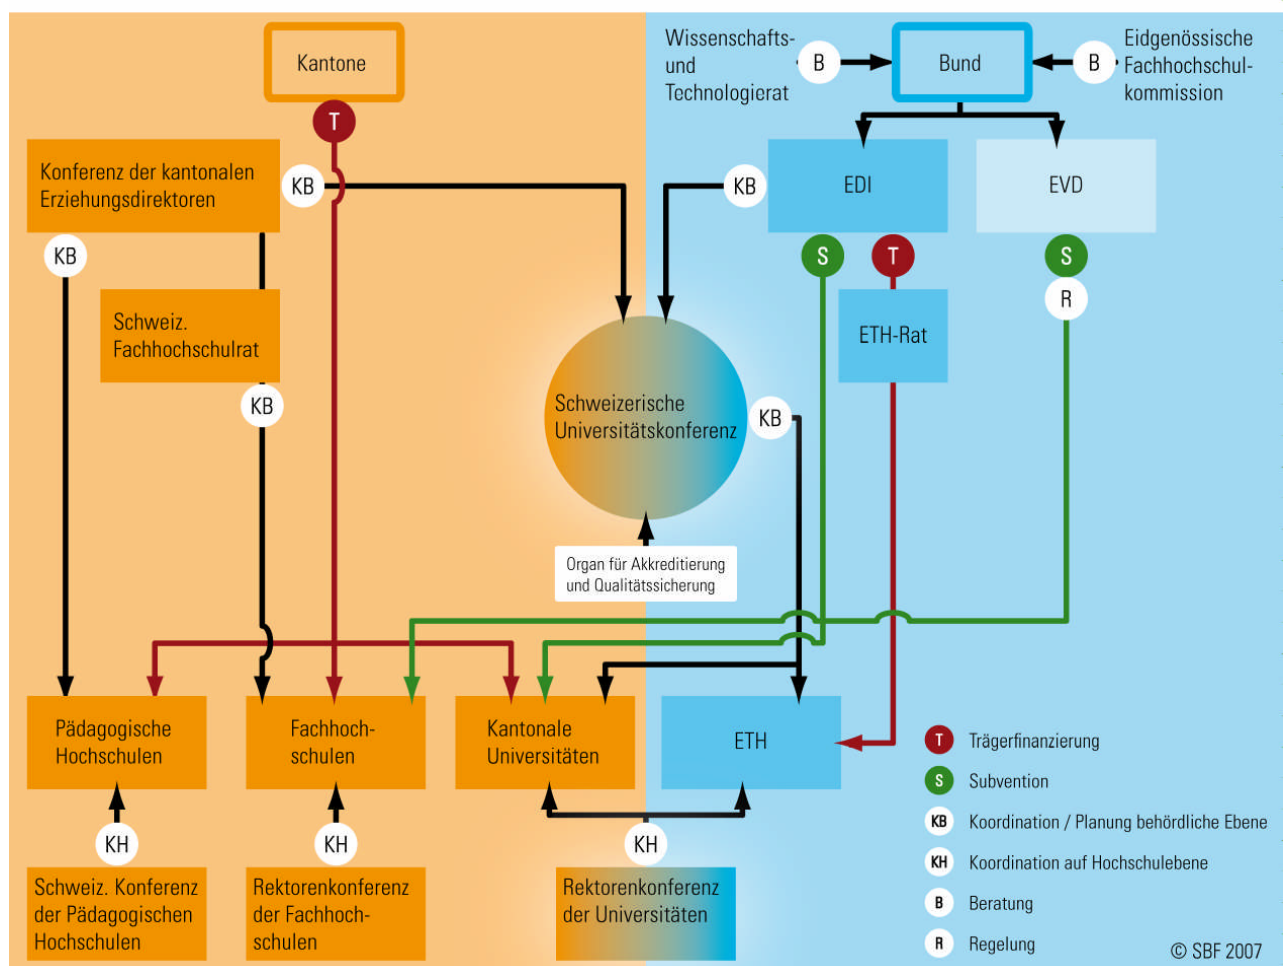 Kantone
T
Wissenschafts-
und
Technologierat
B
Bund
B
Eidgenössische
Fachhochschul-
kommission
Konferenz der kantonalen
Erziehungsdirektoren
KB
KB
EDI
EVD
KB
S
T
S
R
Schweiz.
Fachhochschulrat
ETH-Rat
KB
Schweizerische
Universitätskonferenz
KB
Organ für Akkreditierung
und Qualitätssicherung
Pädagogische
Hochschulen
Fachhoch-
schulen
Kantonale
Universitäten
ETH
KH
KH
KH
Schweiz. Konferenz
der Pädagogischen
Hochschulen
Rektorenkonferenz
der Fachhoch-
schulen
Rektorenkonferenz
der Universitäten
T Trägerfinanzierung
S Subvention
KB Koordination / Planung behördliche Ebene
KH Koordination auf Hochschulebene
B Beratung
R Regelung
© SBF 2007